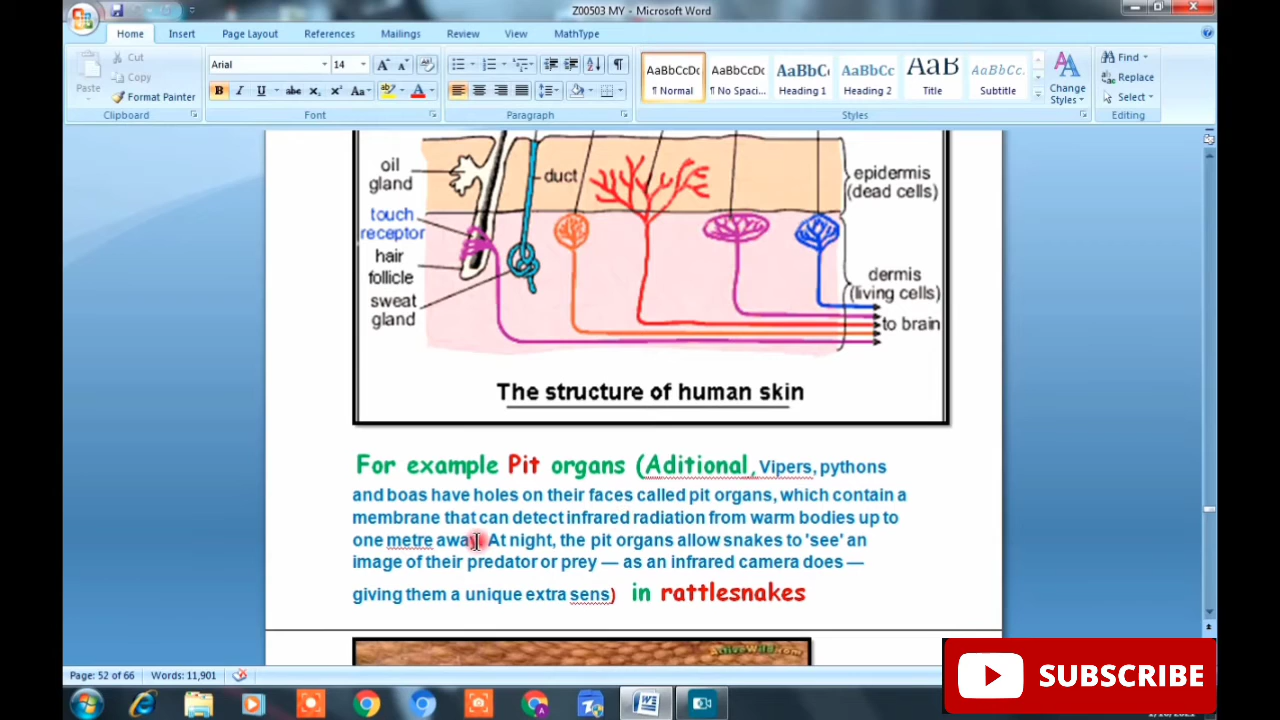 Z00503 MY - Microsoft Word
Home Insert Page Layout References Mailings Review View MathType
Paste
Cut
Copy
Format Painter
Clipboard
Arial 14
Font
Paragraph
AaBbCcDc AaBbCcDc AaBbCc AaBbCc AaB AaBbCc.
¶ Normal ¶ No Spaci... Heading 1 Heading 2 Title Subtitle
Change Styles
Styles
Find
Replace
Select
Editing
oil gland
duct
touch receptor
hair follicle
sweat gland
epidermis
(dead cells)
dermis
(living cells)
to brain
The structure of human skin
For example Pit organs (Aditional, Vipers, pythons
and boas have holes on their faces called pit organs, which contain a
membrane that can detect infrared radiation from warm bodies up to
one metre away. At night, the pit organs allow snakes to 'see' an
image of their predator or prey — as an infrared camera does —
giving them a unique extra sens) in rattlesnakes
ActiveWild.com
Page: 52 of 66 Words: 11,901
SUBSCRIBE